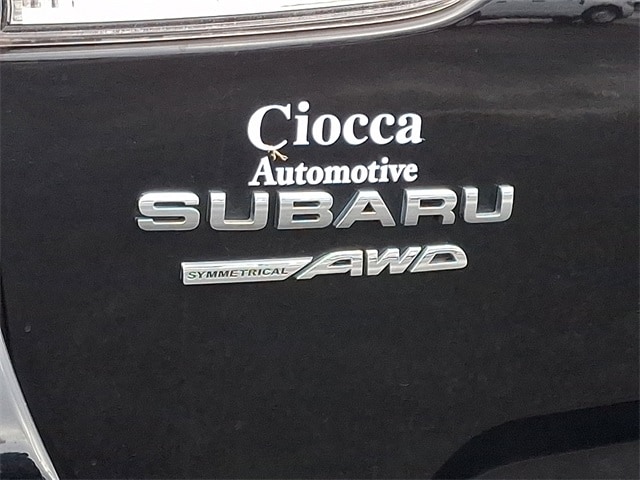 Ciocca
Automotive
SUBARU
SYMMETRICAL AWD